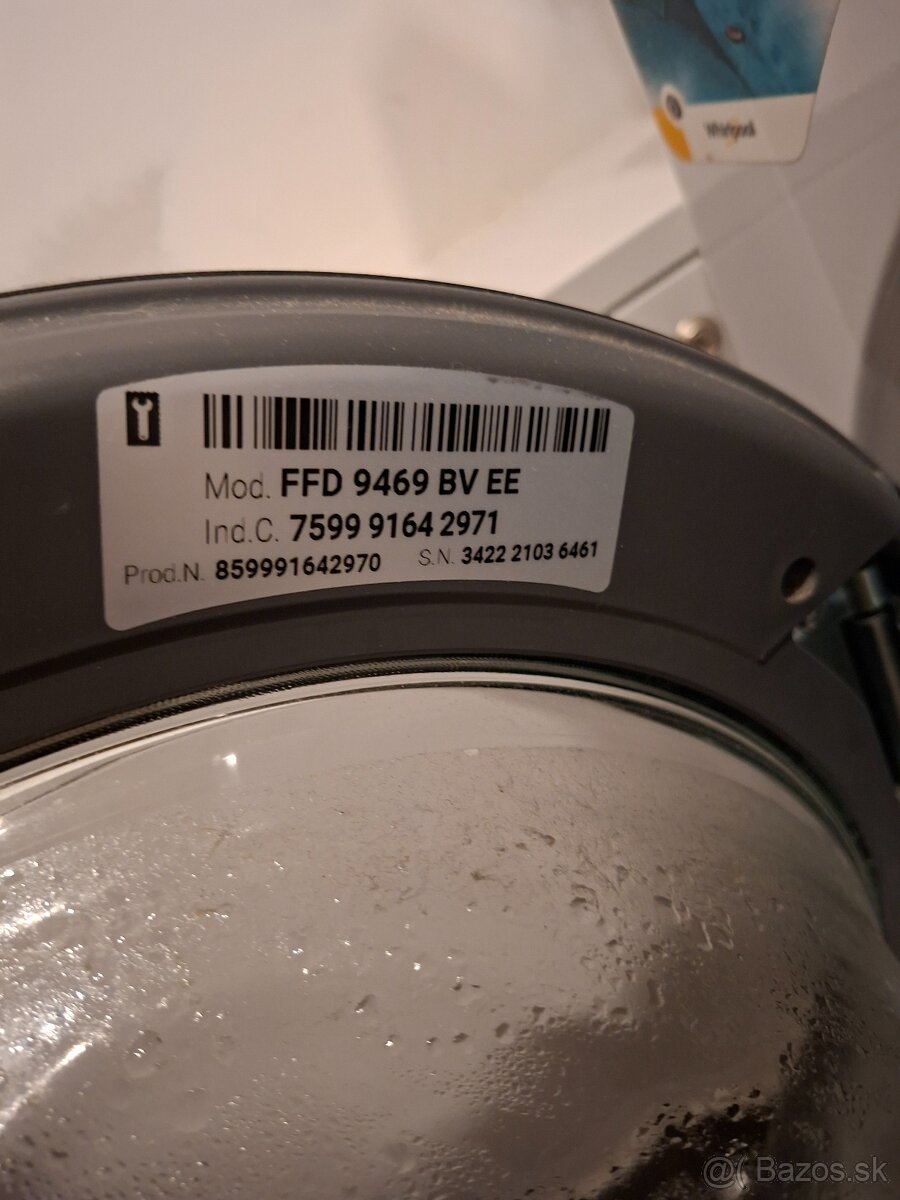 Whirlpool
Mod. FFD 9469 BV EE
Ind.C. 7599 9164 2971
Prod.N. 859991642970 S.N. 3422 2103 6461
@( Bazos.sk